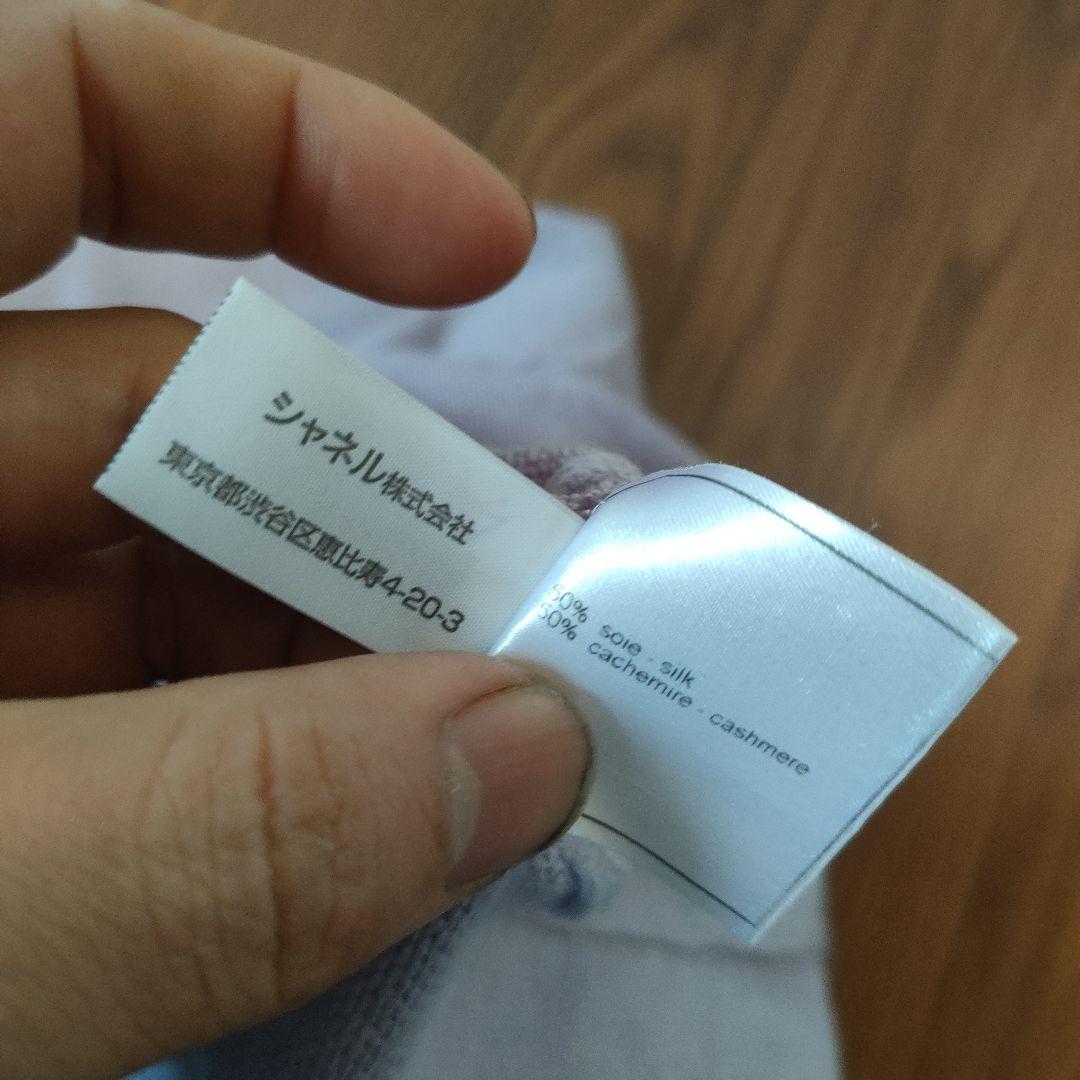 シャネル株式会社
東京都渋谷区恵比寿4-20-3
50% soie - silk
50% cachemire - cashmere